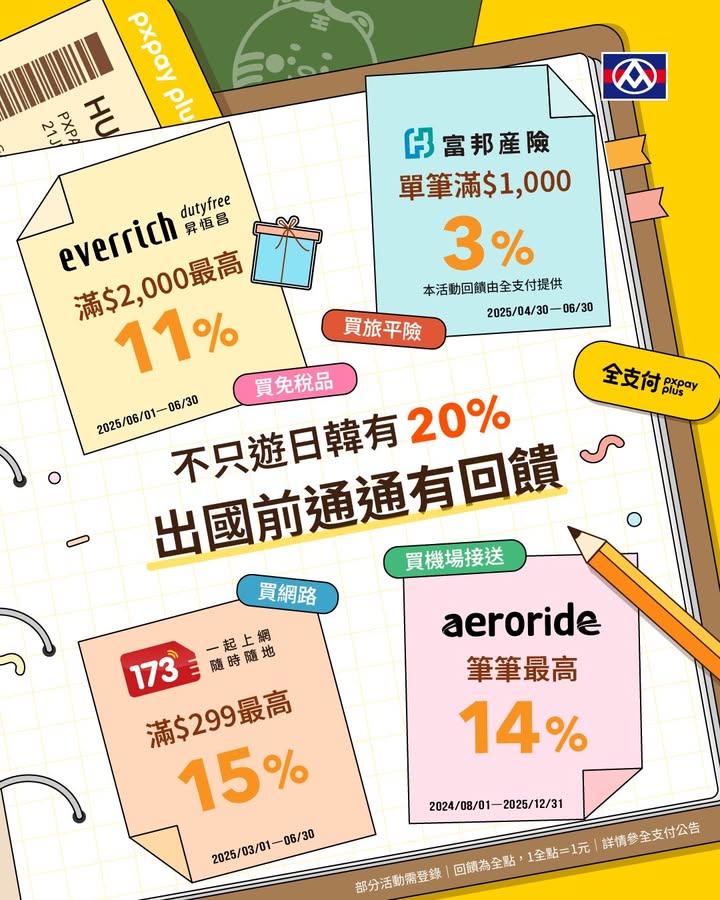 pxpay plu
HU
PXPA
21J
everrich dutyfree
昇恆昌
滿$2,000最高
11%
2025/06/01—06/30
買免稅品
富邦產險
單筆滿$1,000
3%
本活動回饋由全支付提供
2025/04/30—06/30
買旅平險
全支付 pxpay plus
不只遊日韓有20%
出國前通通有回饋
買網路
173
一起上網
隨時隨地
滿$299最高
15%
2025/03/01—06/30
買機場接送
aeroride
筆筆最高
14%
2024/08/01—2025/12/31
部分活動需登錄｜回饋為全點，1全點=1元｜詳情參全支付公告